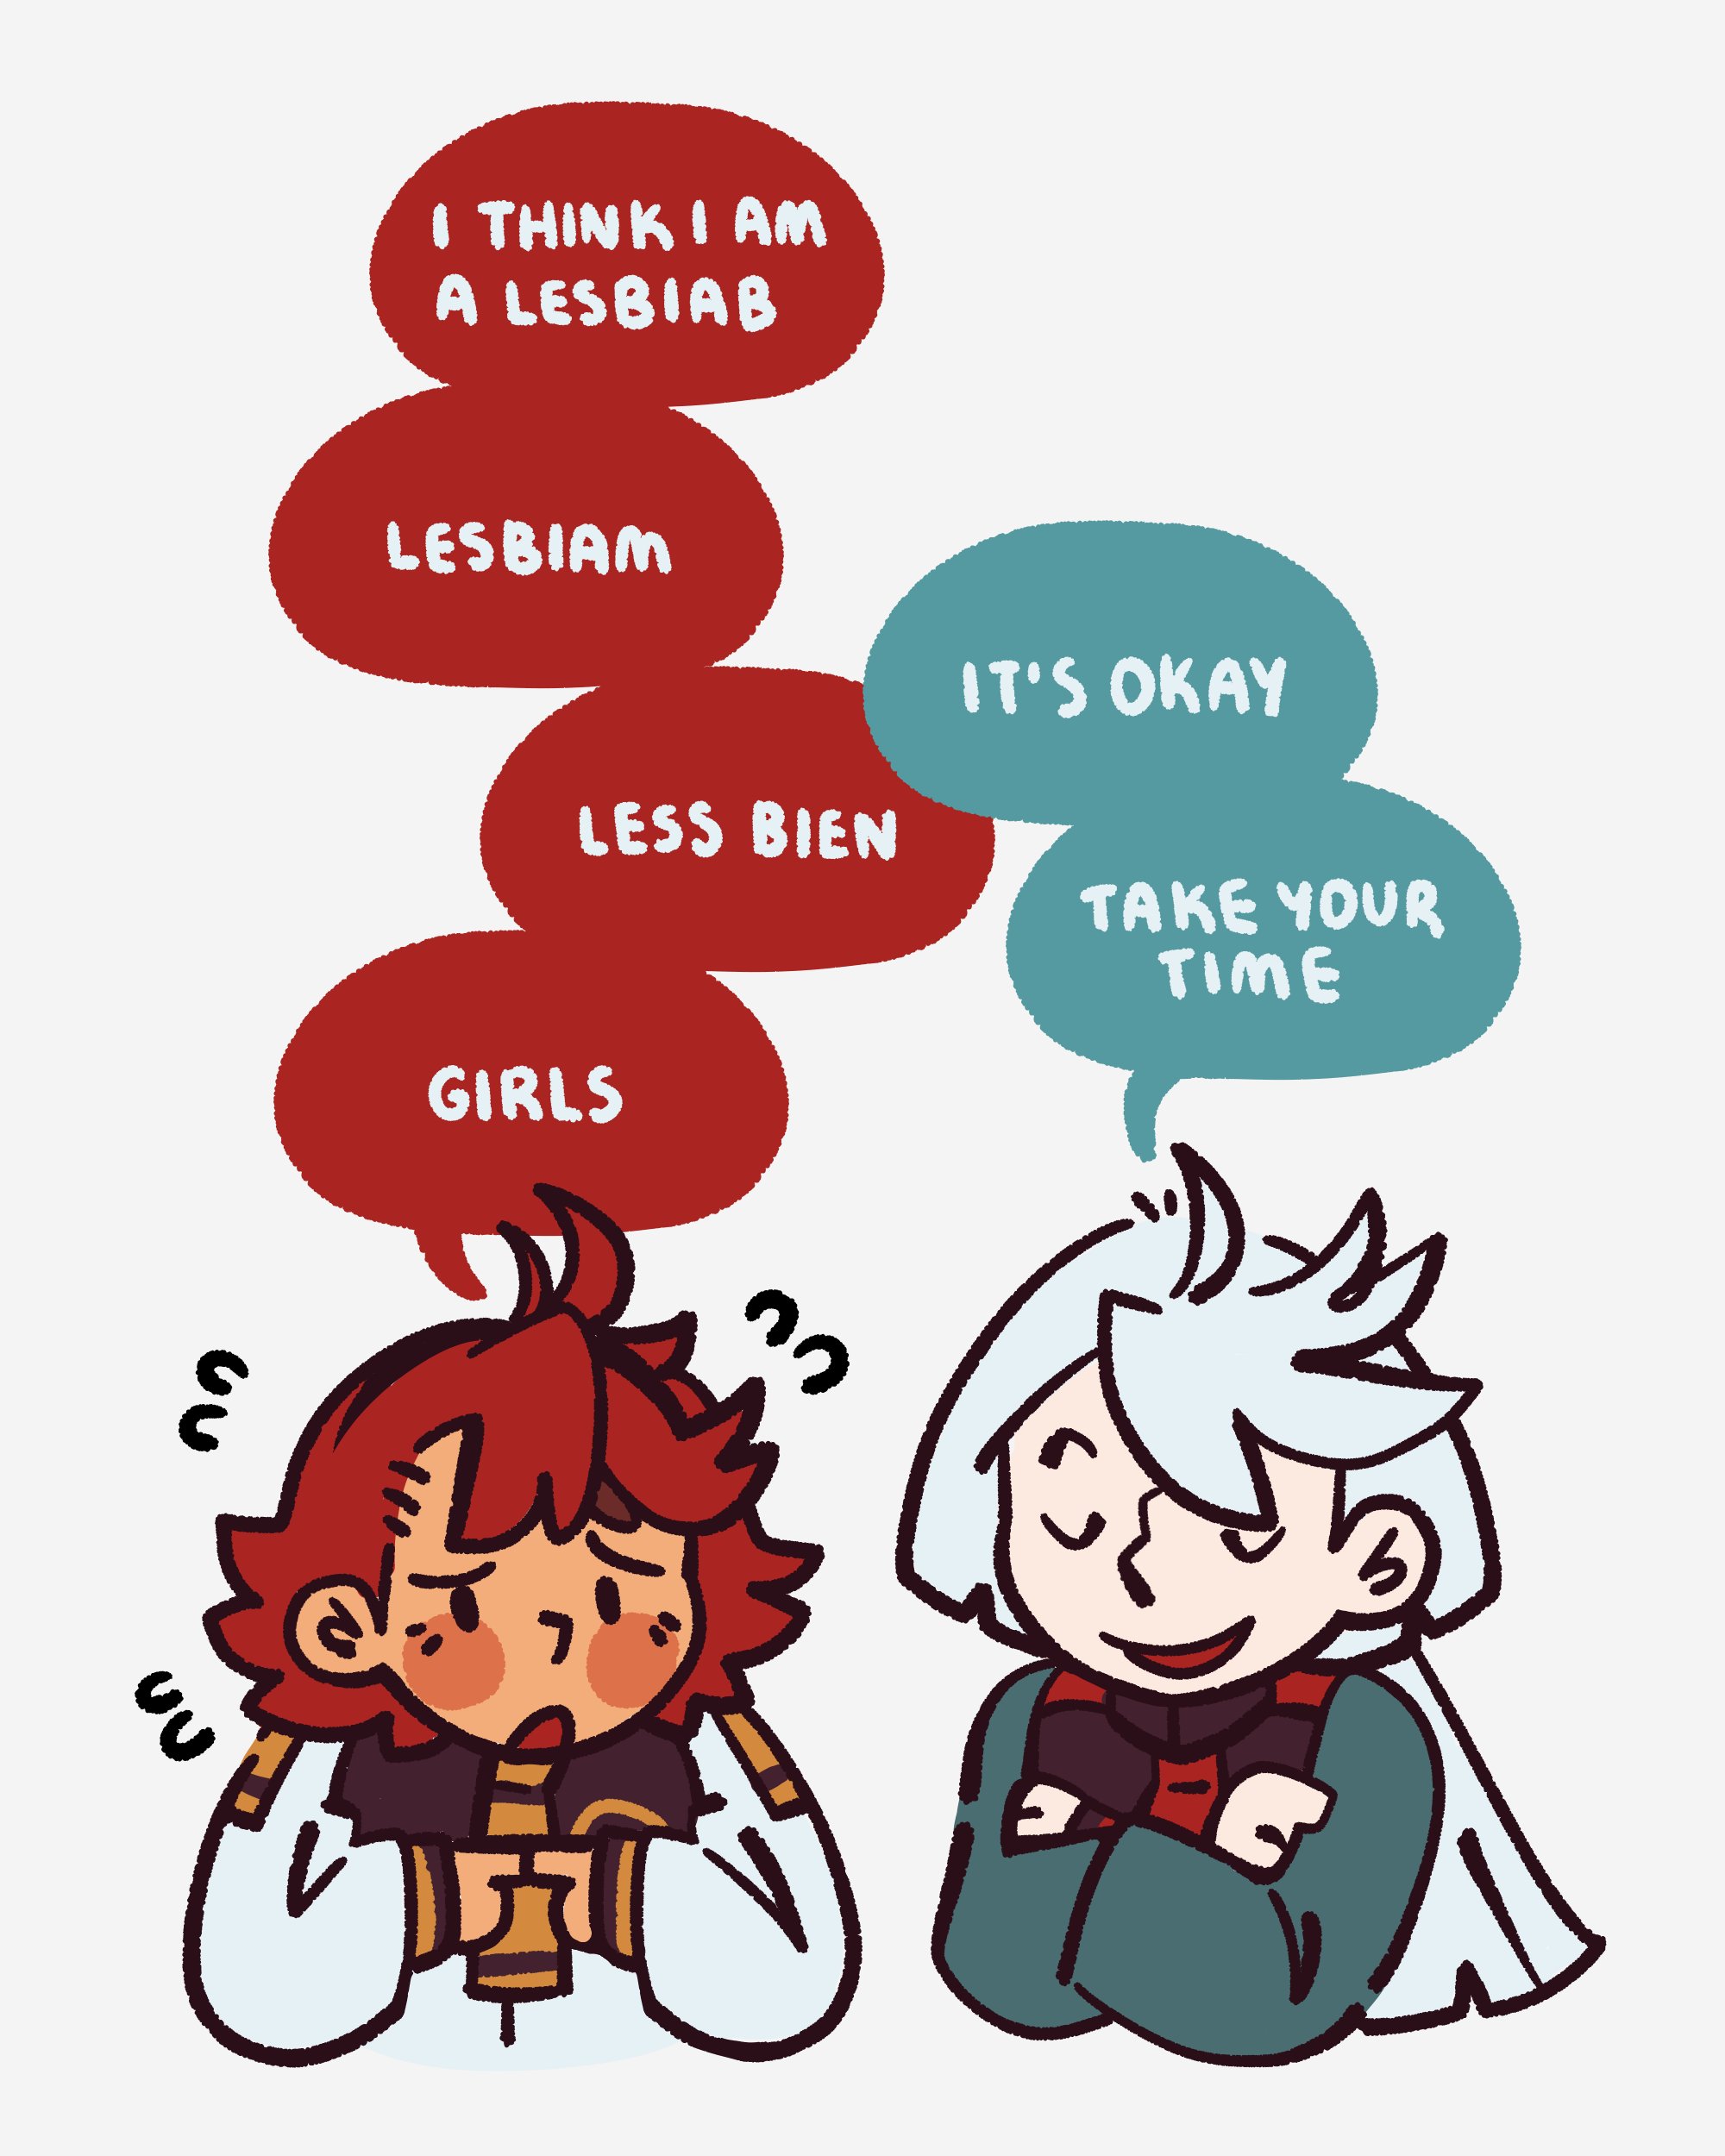 I THINK I AM
A LESBIAB
LESBIAM
LESS BIEN
GIRLS
IT'S OKAY
TAKE YOUR
TIME